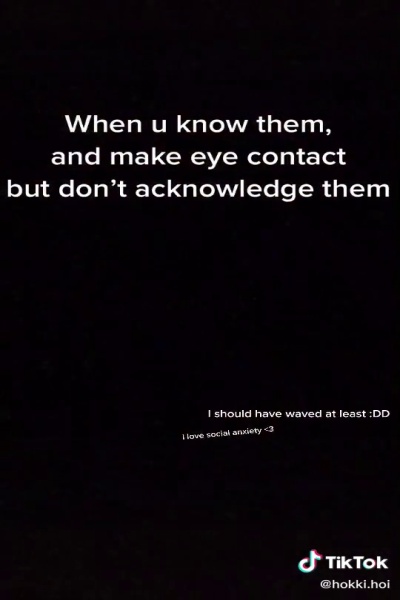 When u know them,
and make eye contact
but don't acknowledge them
I should have waved at least :DD
I love social anxiety <3
TikTok
@hokki.hoi